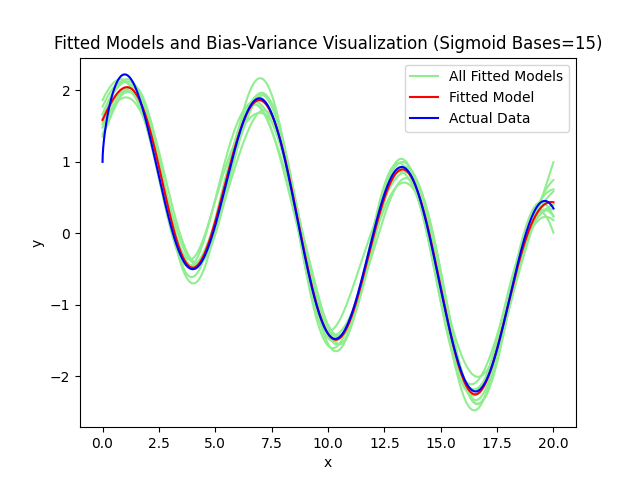 Fitted Models and Bias-Variance Visualization (Sigmoid Bases=15)
All Fitted Models
Fitted Model
Actual Data
y
2
1
0
−1
−2
0.0 2.5 5.0 7.5 10.0 12.5 15.0 17.5 20.0
x